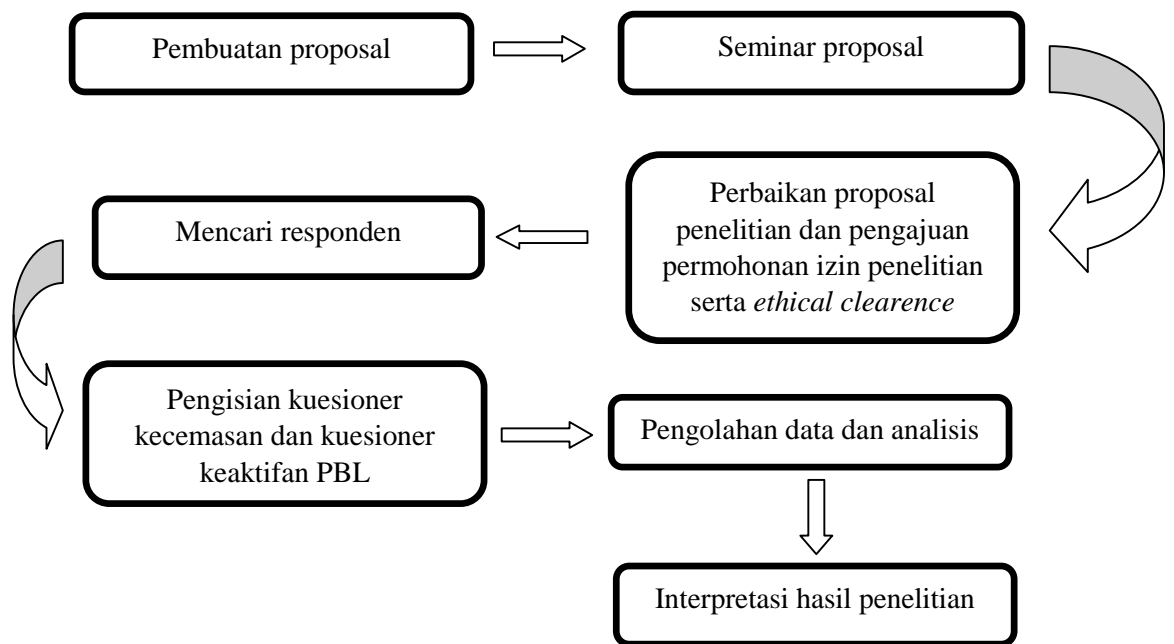 Pembuatan proposal
Seminar proposal
Perbaikan proposal
penelitian dan pengajuan
permohonan izin penelitian
serta ethical clearence
Mencari responden
Pengisian kuesioner
kecemasan dan kuesioner
keaktifan PBL
Pengolahan data dan analisis
Interpretasi hasil penelitian